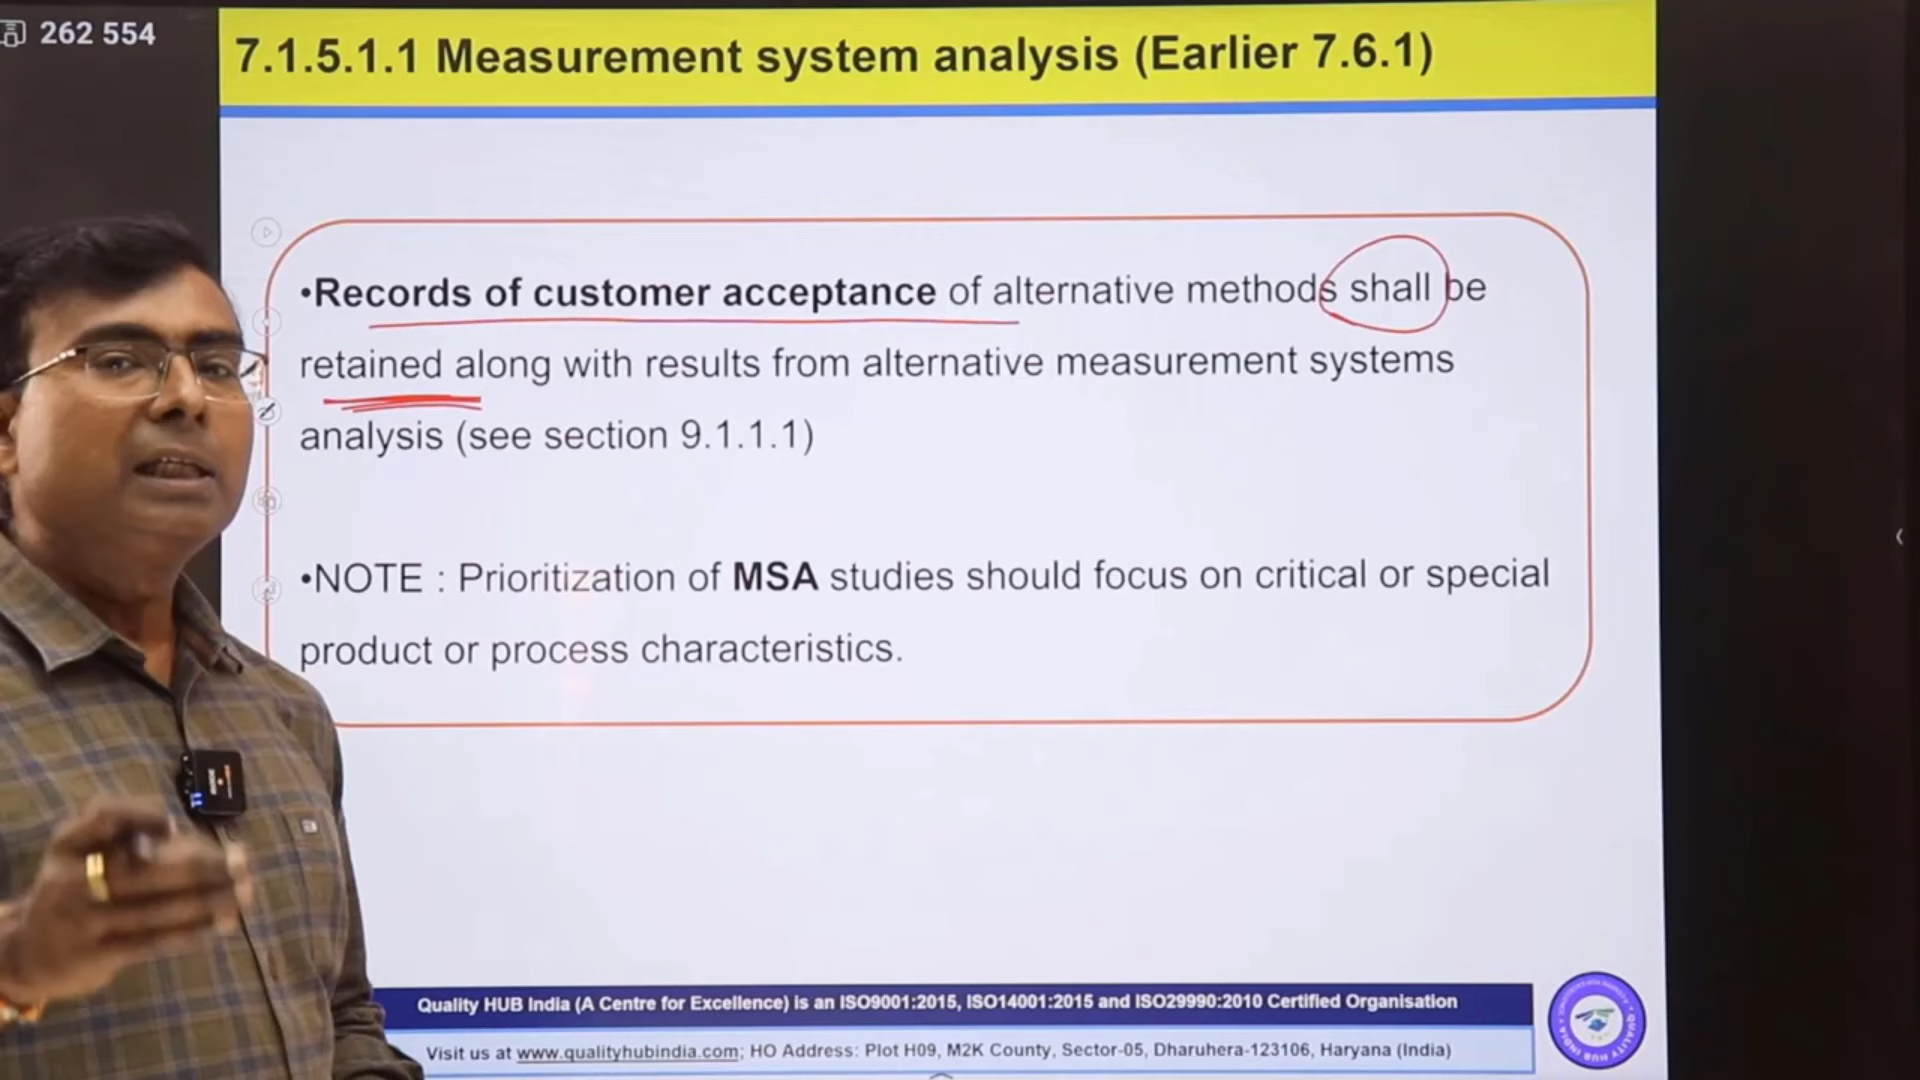 262 554
7.1.5.1.1 Measurement system analysis (Earlier 7.6.1)
•Records of customer acceptance of alternative methods shall be
retained along with results from alternative measurement systems
analysis (see section 9.1.1.1)
•NOTE : Prioritization of MSA studies should focus on critical or special
product or process characteristics.
Quality HUB India (A Centre for Excellence) is an ISO9001:2015, ISO14001:2015 and ISO29990:2010 Certified Organisation
Visit us at www.qualityhubindia.com; HO Address: Plot H09, M2K County, Sector-05, Dharuhera-123106, Haryana (India)